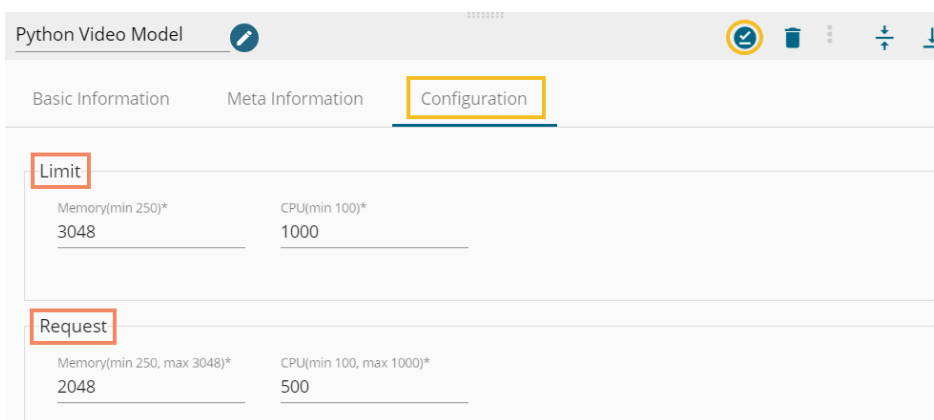 Python Video Model
Basic Information Meta Information Configuration
Limit
Memory(min 250)* CPU(min 100)*
3048 1000
Request
Memory(min 250, max 3048)* CPU(min 100, max 1000)*
2048 500